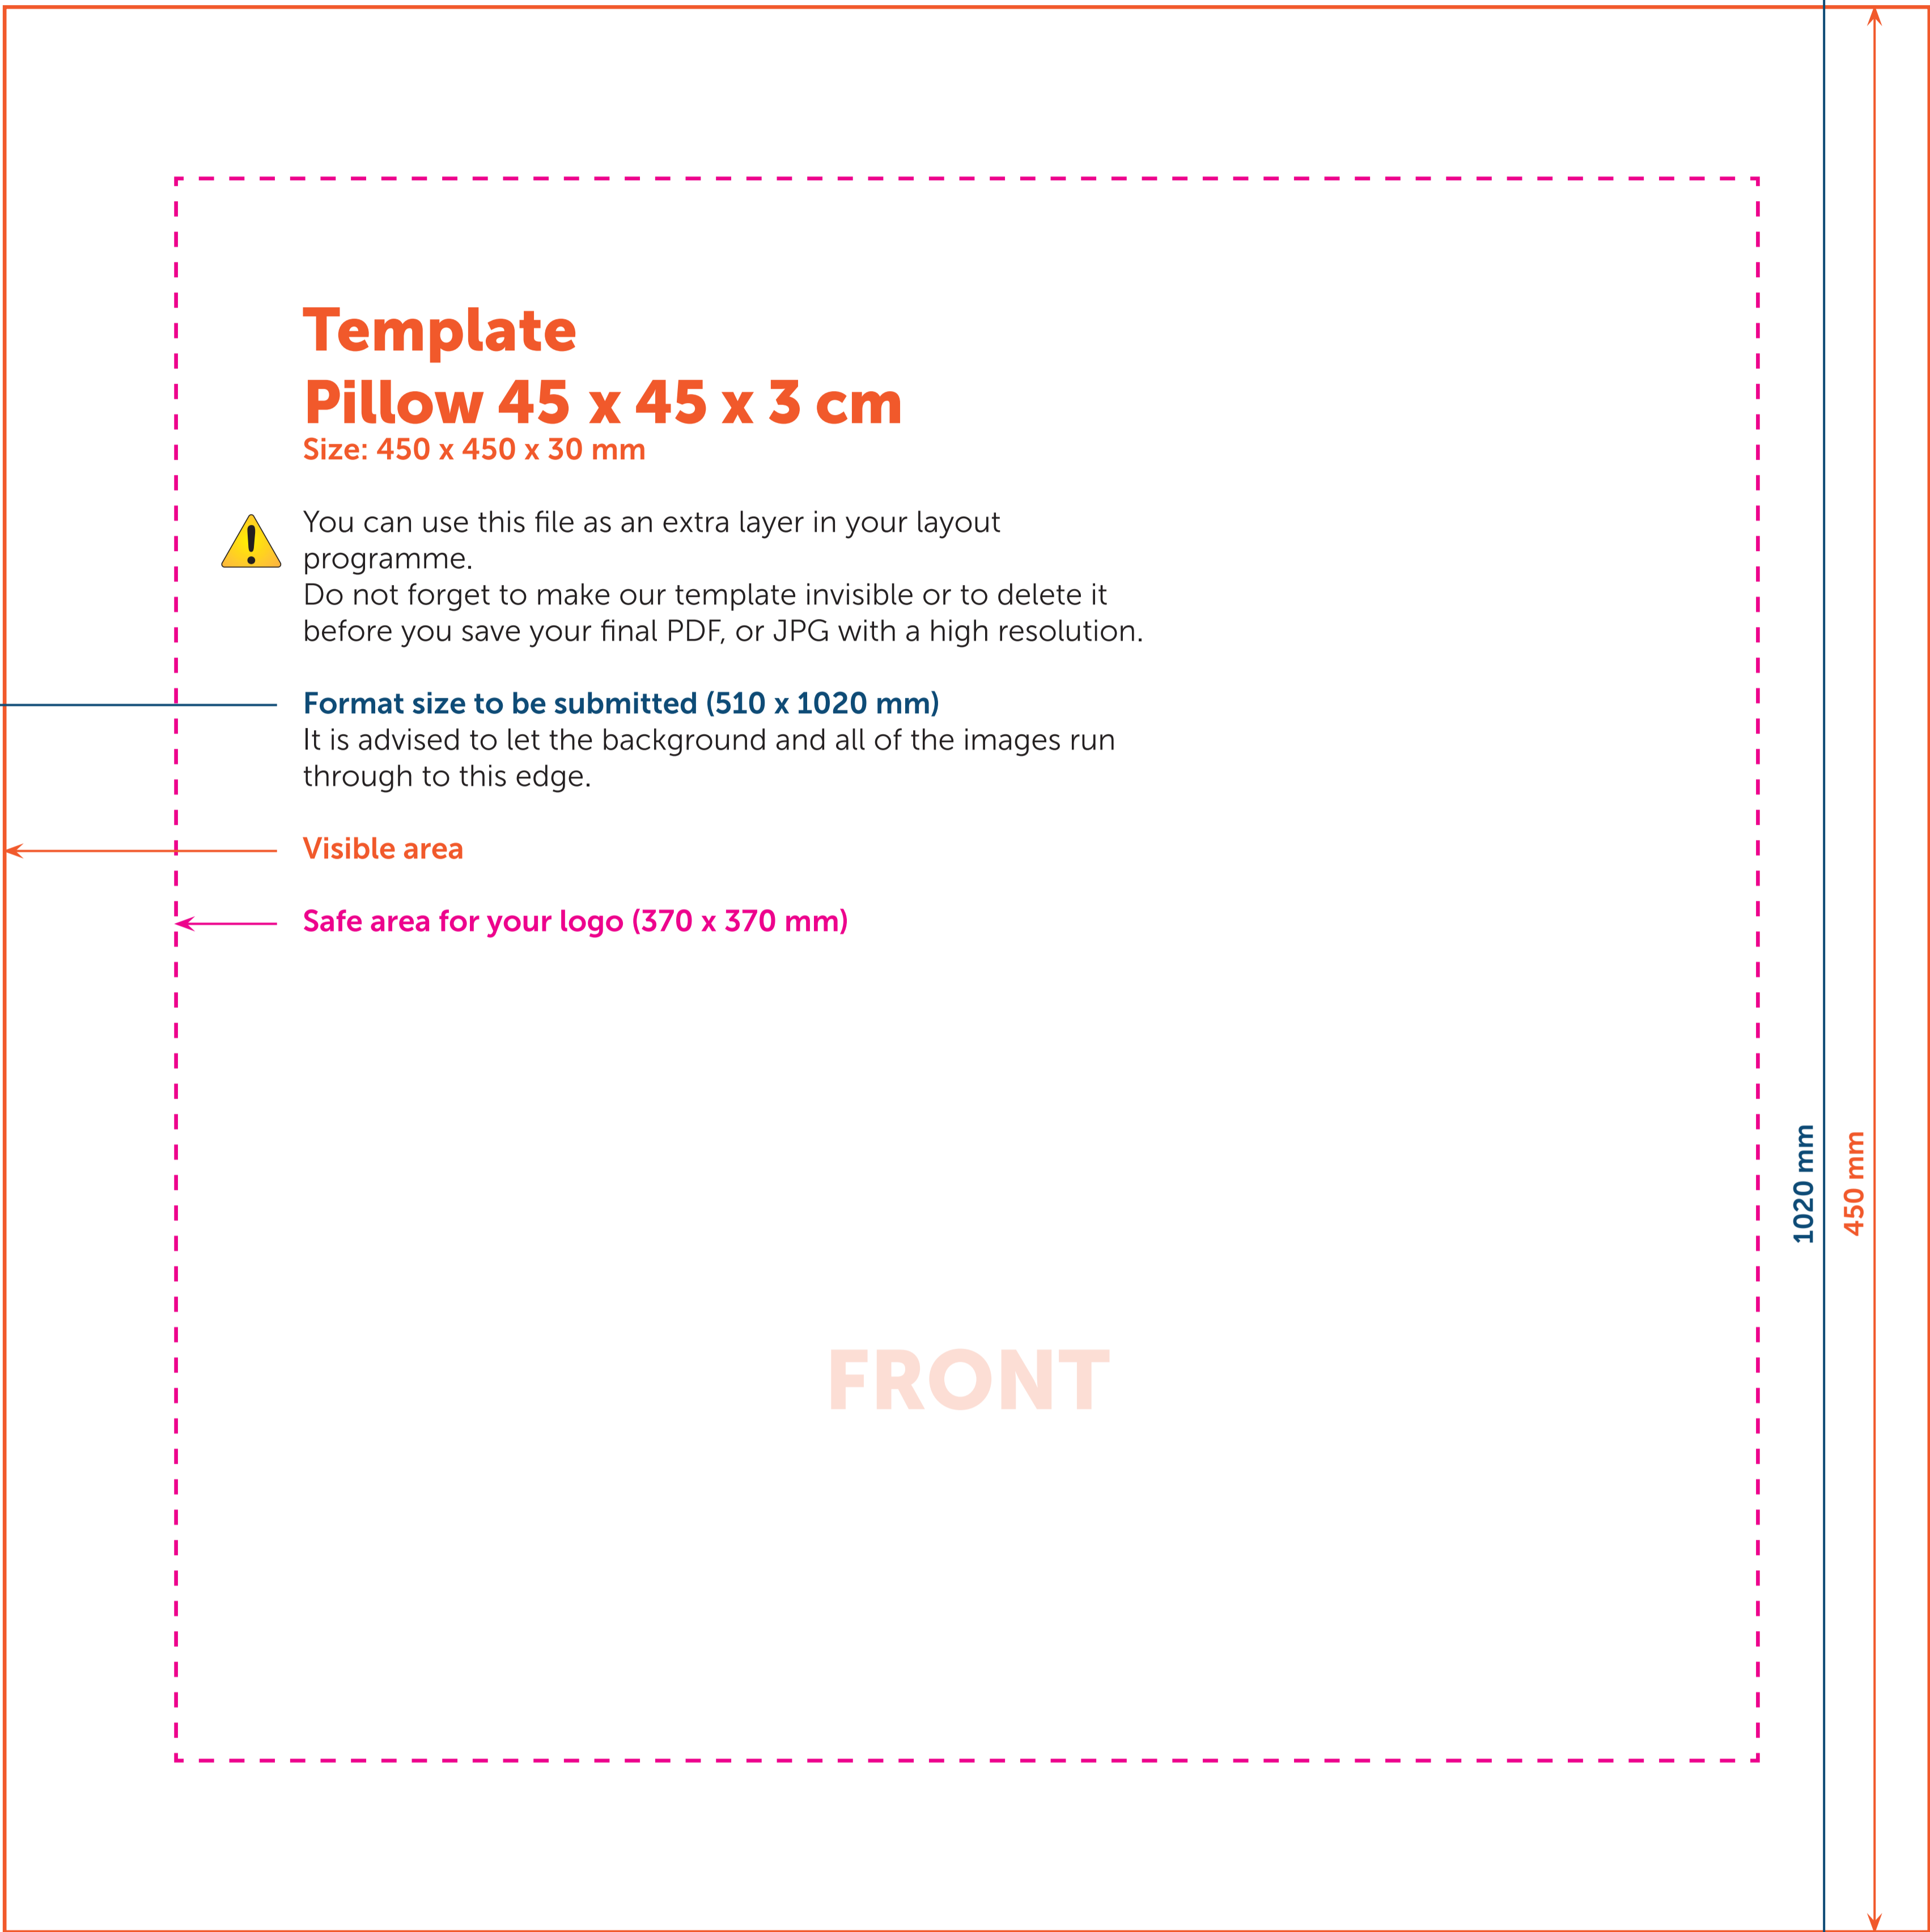 Template
Pillow 45 x 45 x 3 cm
Size: 450 x 450 x 30 mm
You can use this file as an extra layer in your layout
programme.
Do not forget to make our template invisible or to delete it
before you save your final PDF, or JPG with a high resolution.
Format size to be submitted (510 x 1020 mm)
It is advised to let the background and all of the images run
through to this edge.
Visible area
Safe area for your logo (370 x 370 mm)
1020 mm
450 mm
FRONT